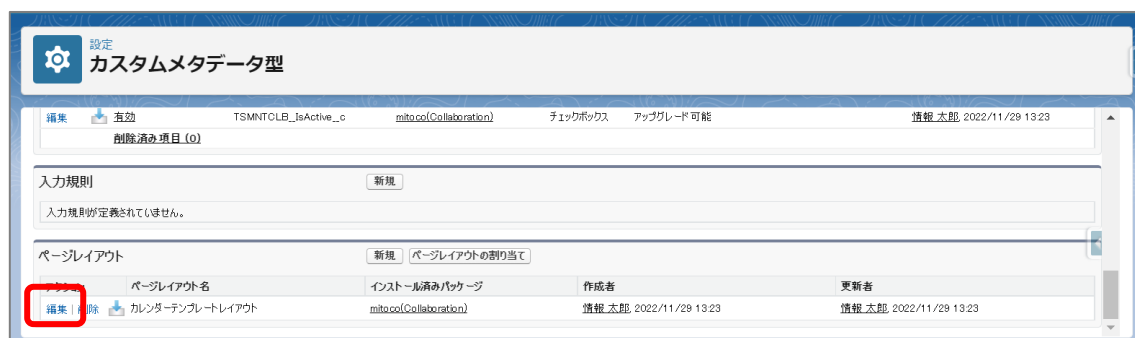 設定
カスタムメタデータ型
編集 有効 TSMNTCLB_IsActive_c mitoco(Collaboration) チェックボックス アップグレード可能 情報 太郎, 2022/11/29 13:23
削除済み項目 (0)
入力規則 新規
入力規則が定義されていません。
ページレイアウト 新規 ページレイアウトの割り当て
アクション ページレイアウト名 インストール済みパッケージ 作成者 更新者
編集 | 削除 カレンダーテンプレートレイアウト mitoco(Collaboration) 情報 太郎, 2022/11/29 13:23 情報 太郎, 2022/11/29 13:23